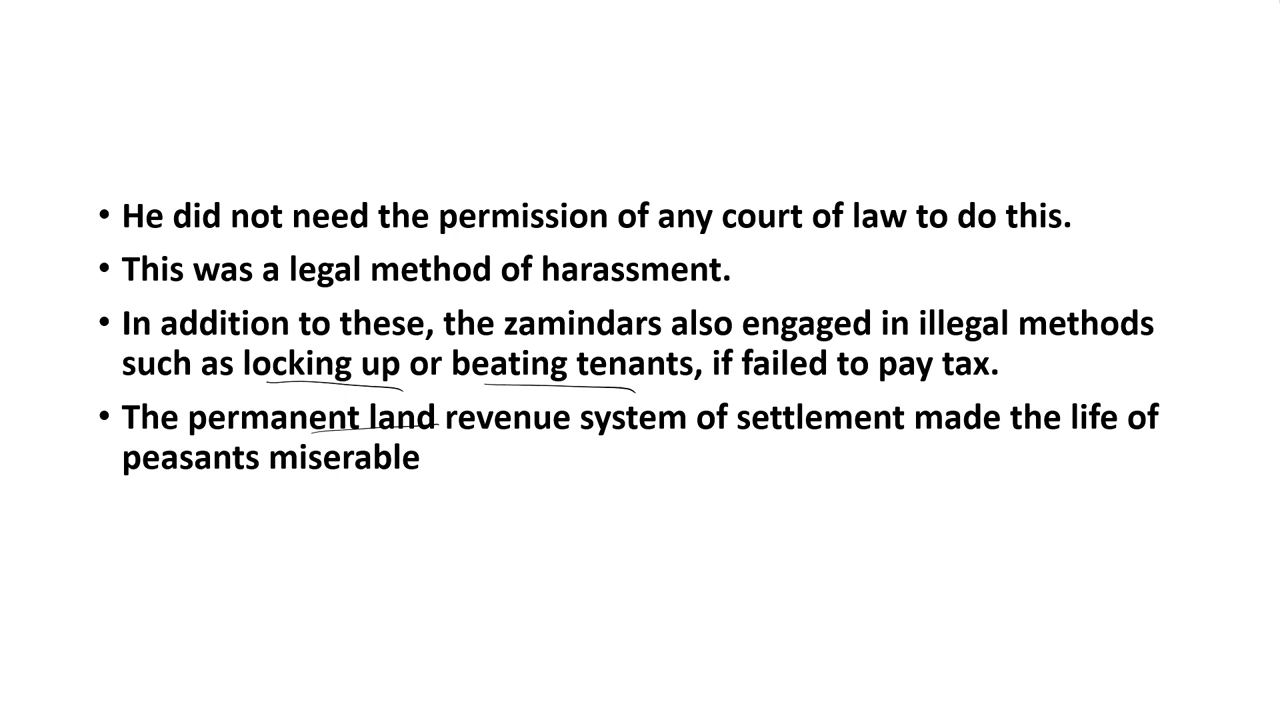 • He did not need the permission of any court of law to do this.
• This was a legal method of harassment.
• In addition to these, the zamindars also engaged in illegal methods
such as locking up or beating tenants, if failed to pay tax.
• The permanent land revenue system of settlement made the life of
peasants miserable